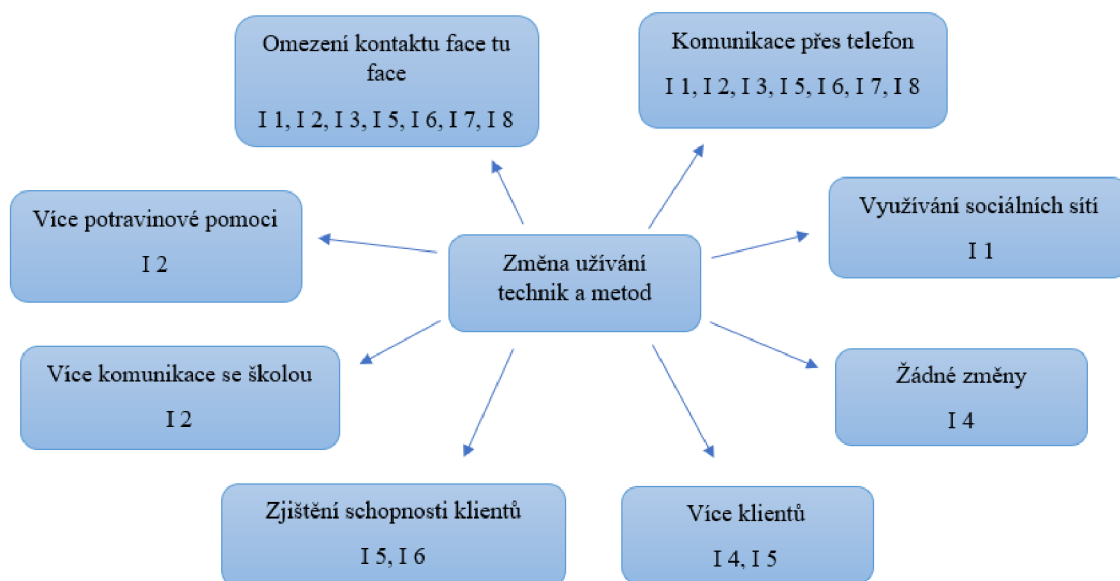 Omezení kontaktu face tu
face
I 1, I 2, I 3, I 5, I 6, I 7, I 8
Komunikace přes telefon
I 1, I 2, I 3, I 5, I 6, I 7, I 8
Více potravinové pomoci
I 2
Využívání sociálních sítí
I 1
Změna užívání
technik a metod
Více komunikace se školou
I 2
Žádné změny
I 4
Zjištění schopnosti klientů
I 5, I 6
Více klientů
I 4, I 5